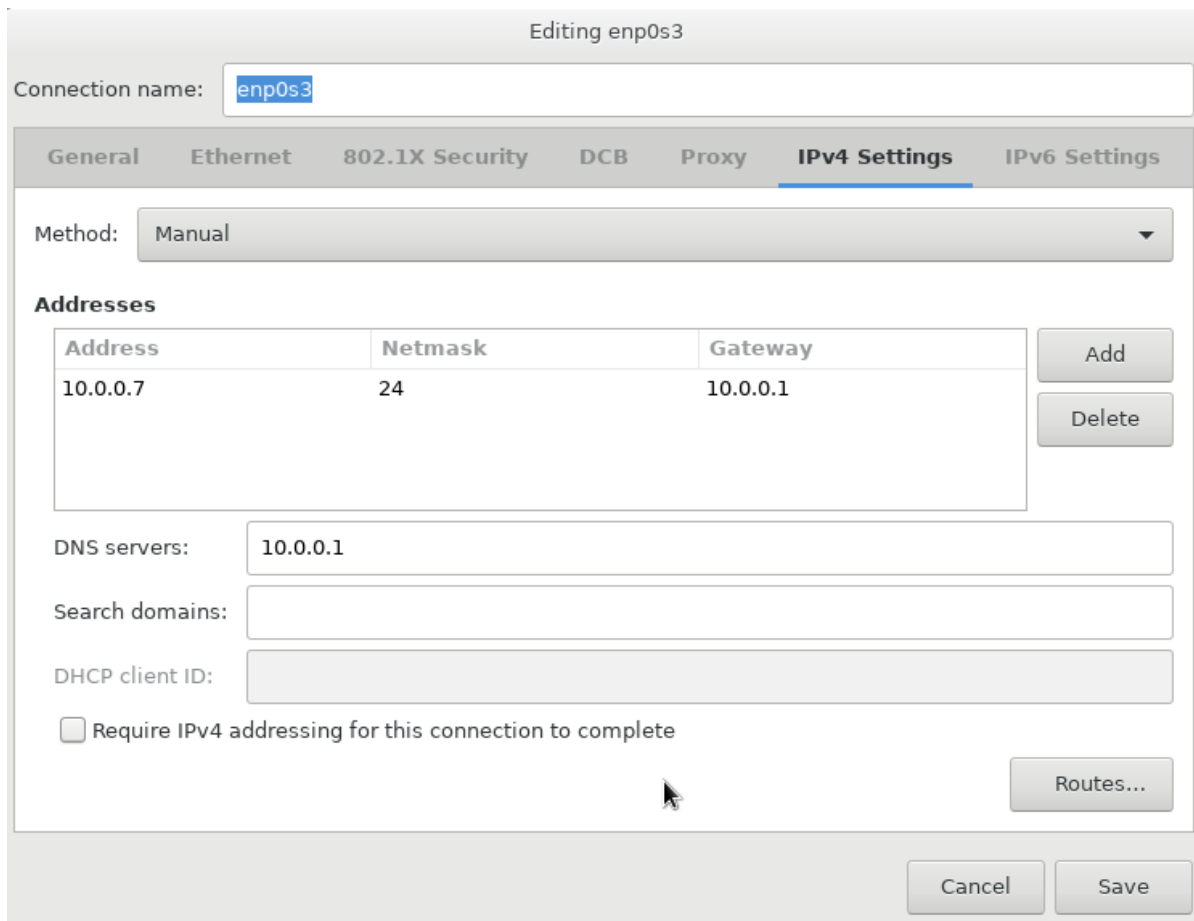 Editing enp0s3
Connection name: enp0s3
General Ethernet 802.1X Security DCB Proxy IPv4 Settings IPv6 Settings
Method: Manual
Addresses
Address Netmask Gateway
10.0.0.7 24 10.0.0.1
Add
Delete
DNS servers: 10.0.0.1
Search domains:
DHCP client ID:
Require IPv4 addressing for this connection to complete
Routes...
Cancel Save